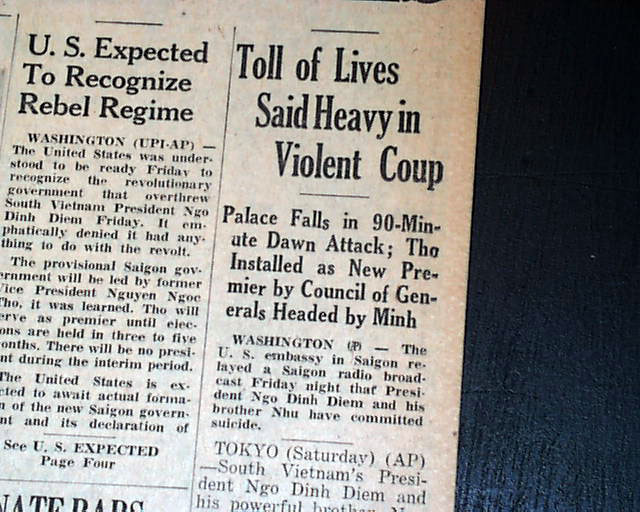 U. S. Expected
To Recognize
Rebel Regime
WASHINGTON (UPI-AP) —
The United States was under-
stood to be ready Friday to
recognize the revolutionary
government that overthrew
South Vietnam President Ngo
Dinh Diem Friday. It em-
phatically denied it had any-
thing to do with the revolt.
The provisional Saigon gov-
ernment will be led by former
Vice President Nguyen Ngoc
Tho, it was learned. Tho will
serve as premier until elec-
ons are held in three to five
onths. There will be no presi-
nt during the interim period.
The United States is ex-
cted to await actual forma-
n of the new Saigon govern-
nt and its declaration of
See U. S. EXPECTED
Page Four
NATE BARS
Toll of Lives
Said Heavy in
Violent Coup
Palace Falls in 90-Min-
ute Dawn Attack; Tho
Installed as New Pre-
mier by Council of Gen-
erals Headed by Minh
WASHINGTON (AP) — The
U. S. embassy in Saigon re-
layed a Saigon radio broad-
cast Friday night that Presi-
dent Ngo Dinh Diem and his
brother Nhu have committed
suicide.
TOKYO (Saturday) (AP)
—South Vietnam's Presi-
dent Ngo Dinh Diem and
his powerful brother